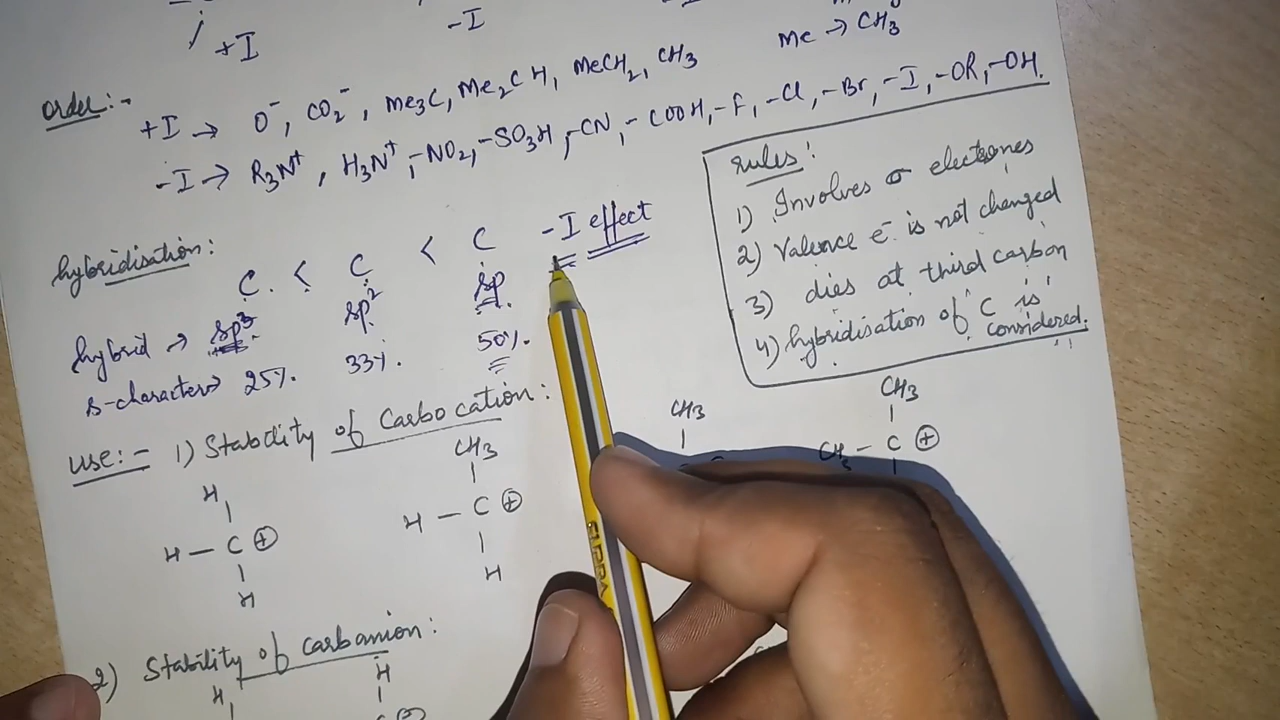 +I
-I
Me → CH3
order:-
+I → O⁻, CO2⁻, Me3C, Me2CH, MeCH2, CH3
-I → R3N⁺, H3N⁺, -NO2, -SO3H, -CN, -COOH, -F, -Cl, -Br, -I, -OR, -OH.
hybridisation:
C < C < C -I effect
hybrid → sp³ sp² sp
s-character → 25%. 33%. 50%.
rules:
1) Involves σ electrones
2) Valence e⁻ is not changed
3) dies at third carbon
4) hybridisation of C is
considered.
use:- 1) Stability of Carbocation:
H
H - C ⊕
H
CH3
H - C ⊕
H
CH3
CH3
CH3 - C ⊕
2) Stability of carbanion:
H
H
ELPRA